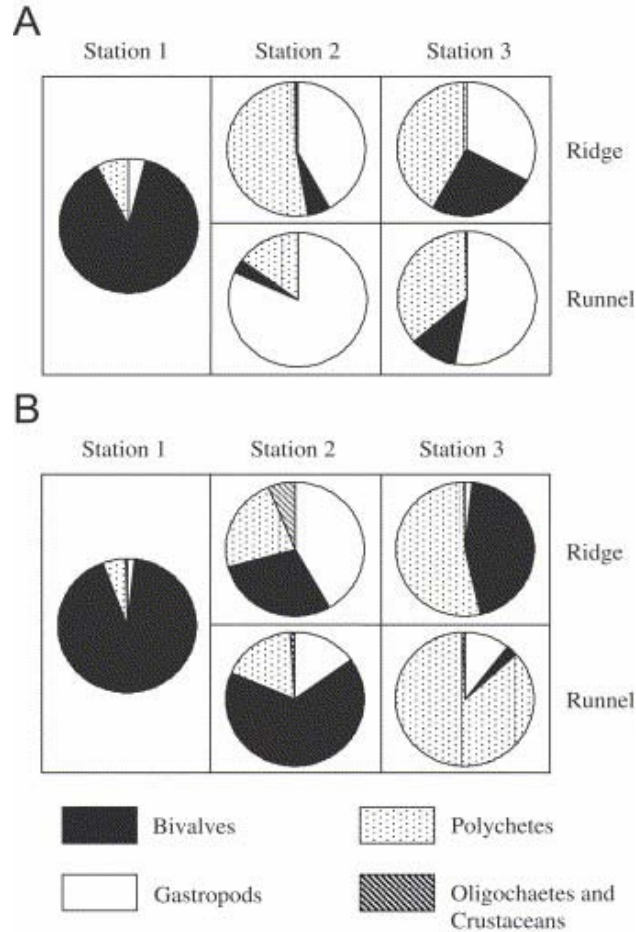 A
Station 1 Station 2 Station 3
Ridge
Runnel
B
Station 1 Station 2 Station 3
Ridge
Runnel
Bivalves Polychetes
Gastropods Oligochaetes and
Crustaceans